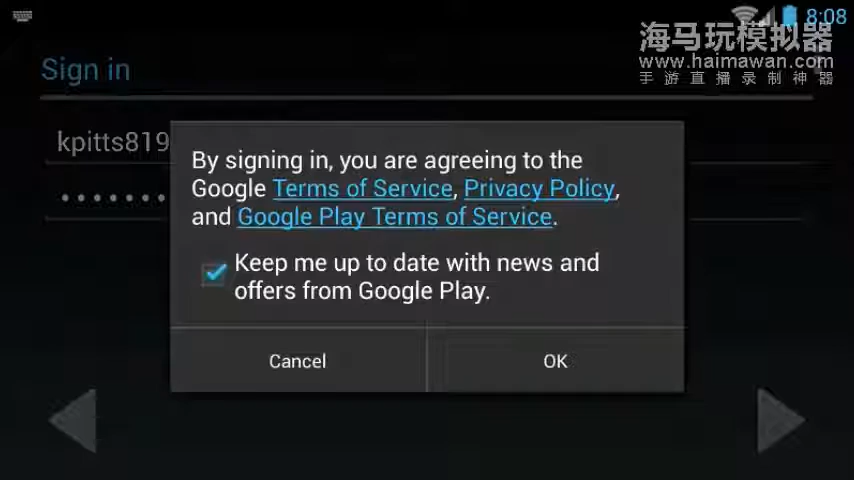 8:08
海马玩模拟器
www.haimawan.com
手游直播录制神器
Sign in
kpitts819
By signing in, you are agreeing to the
Google Terms of Service, Privacy Policy,
and Google Play Terms of Service.
Keep me up to date with news and
offers from Google Play.
Cancel
OK